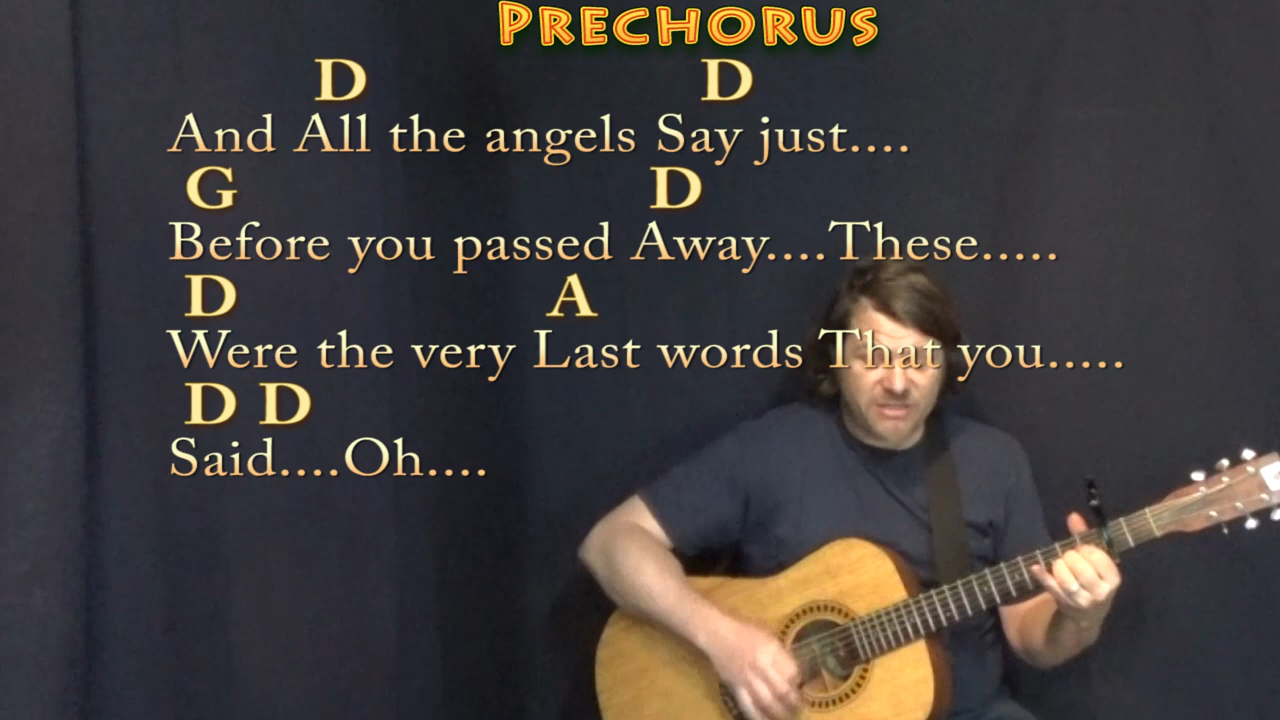 PRECHORUS
D D
And All the angels Say just....
G D
Before you passed Away....These.....
D A
Were the very Last words That you.....
D D
Said....Oh....